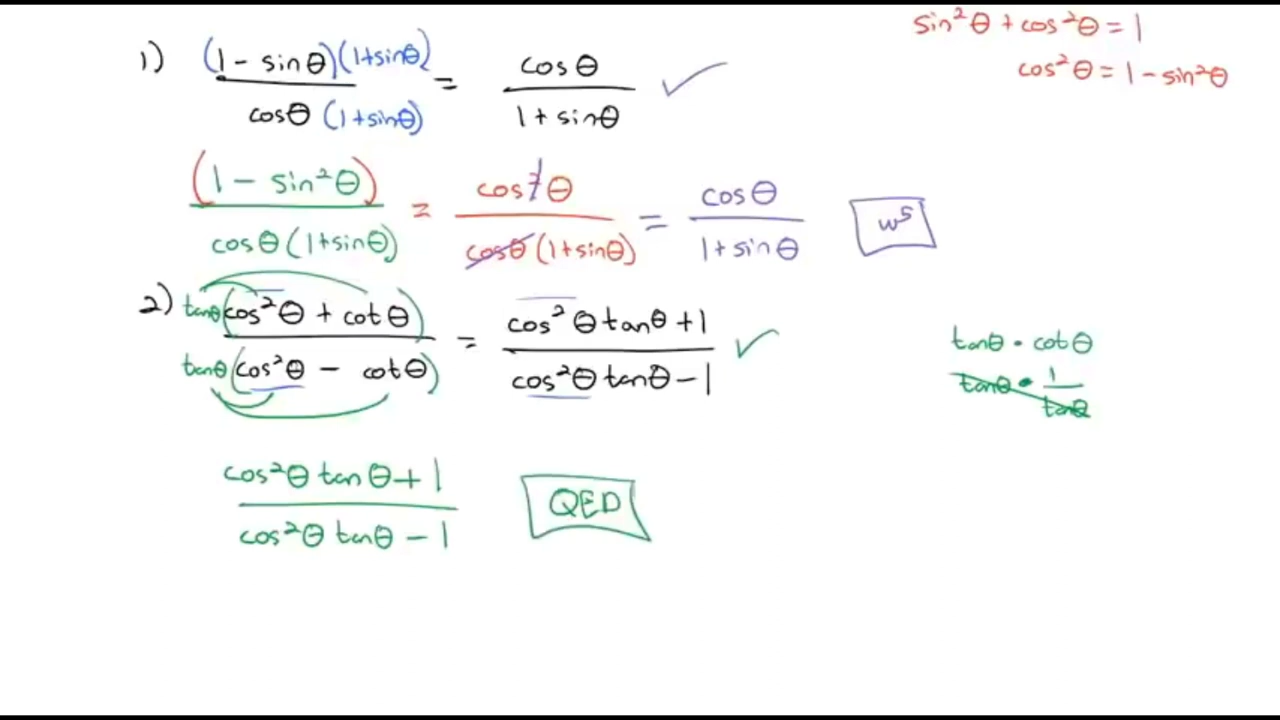 sin²θ + cos²θ = 1
cos²θ = 1 - sin²θ
1) (1 - sinθ)(1+sinθ) / cosθ (1+sinθ) = cosθ / 1 + sinθ ✓
(1 - sin²θ) / cosθ (1+sinθ) = cos²θ / cosθ (1+sinθ) = cosθ / 1+sinθ w⁵
2) tanθ(cos²θ + cotθ) / tanθ(cos²θ - cotθ) = cos²θ tanθ +1 / cos²θ tanθ -1 ✓
tanθ · cotθ
tanθ · 1/tanθ
cos²θ tanθ + 1 / cos²θ tanθ - 1 QED